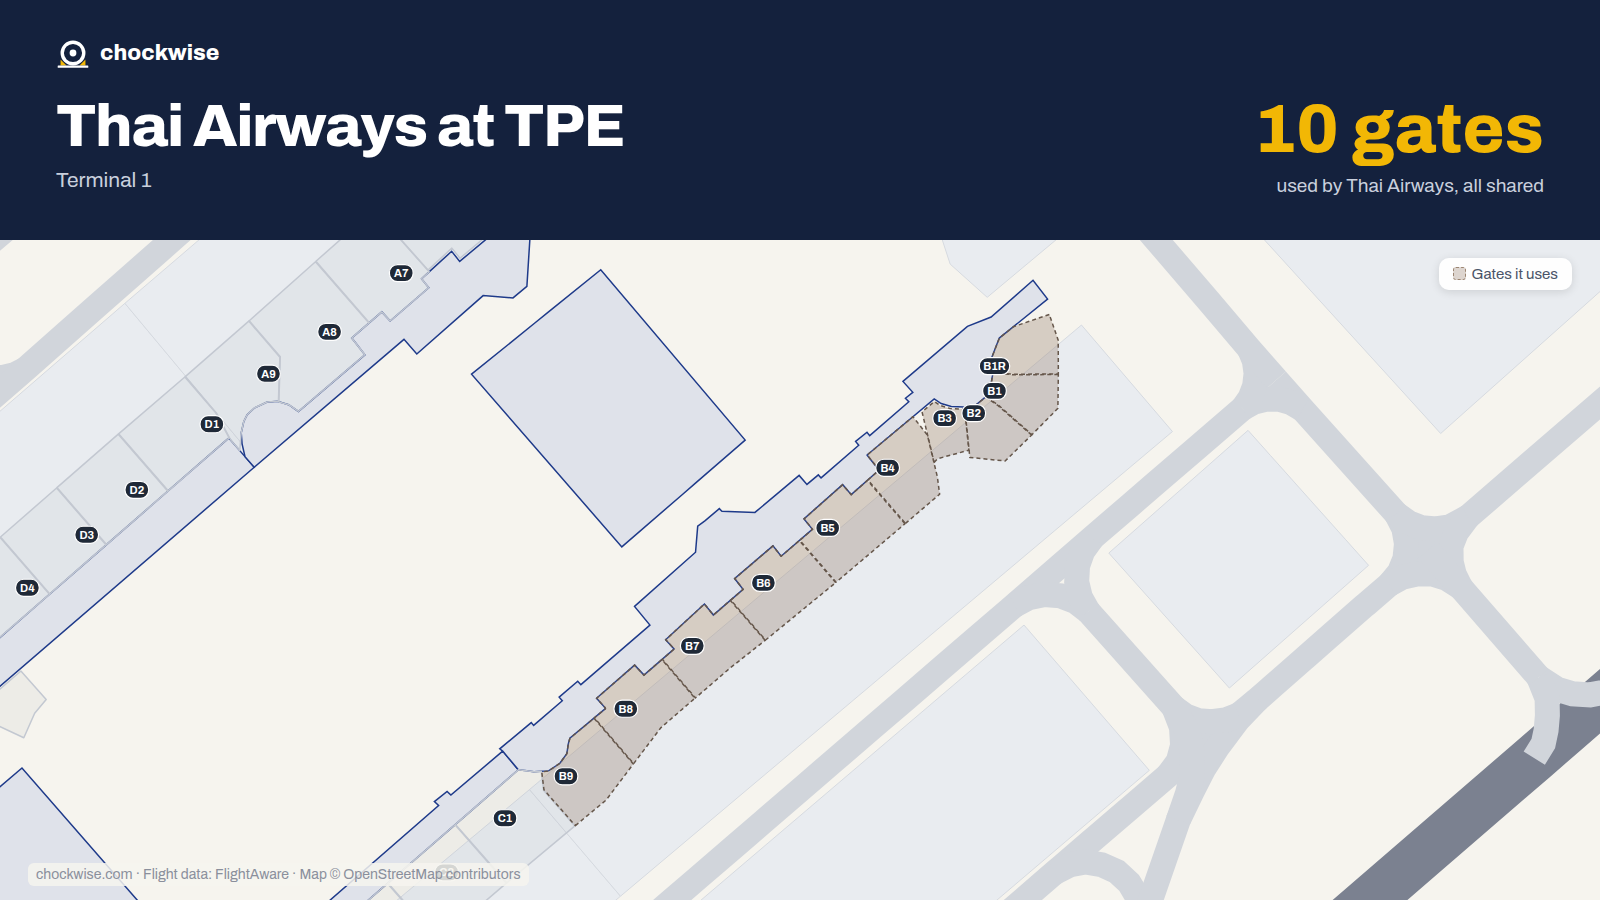 chockwise
Thai Airways at TPE
Terminal 1
10 gates
used by Thai Airways, all shared
Gates it uses
A7
A8
A9
D1
D2
D3
D4
B1R
B1
B2
B3
B4
B5
B6
B7
B8
B9
C1
chockwise.com · Flight data: FlightAware · Map © OpenStreetMap contributors